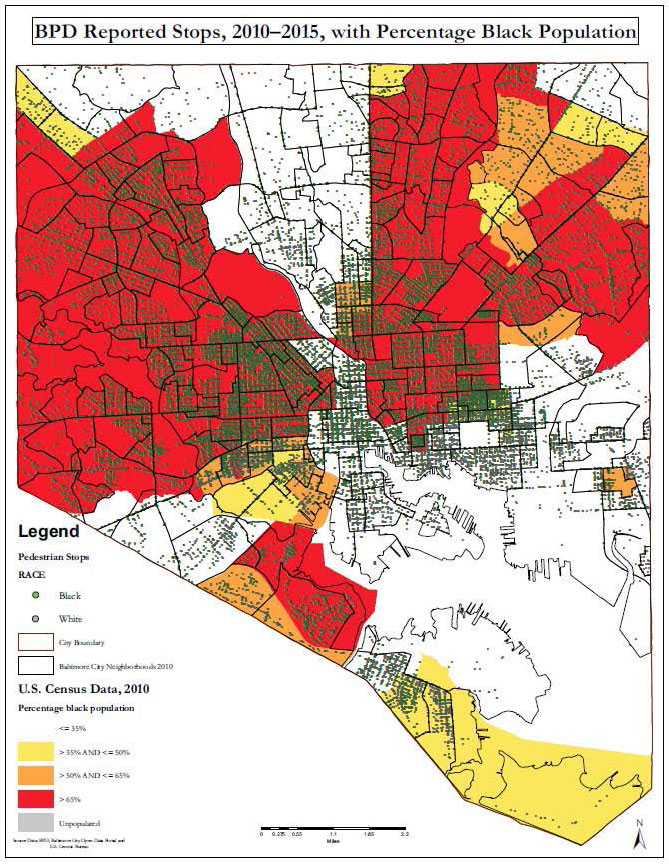 BPD Reported Stops, 2010–2015, with Percentage Black Population
Legend
Pedestrian Stops
RACE
Black
White
City Boundary
Baltimore City Neighborhoods 2010
U.S. Census Data, 2010
Percentage black population
<= 35%
> 35% AND <= 50%
> 50% AND <= 65%
> 65%
Unpopulated
Source Data: BPD, Baltimore City Open Data Portal and
U.S. Census Bureau
0 0.275 0.55 1.1 1.65 2.2
Miles
N